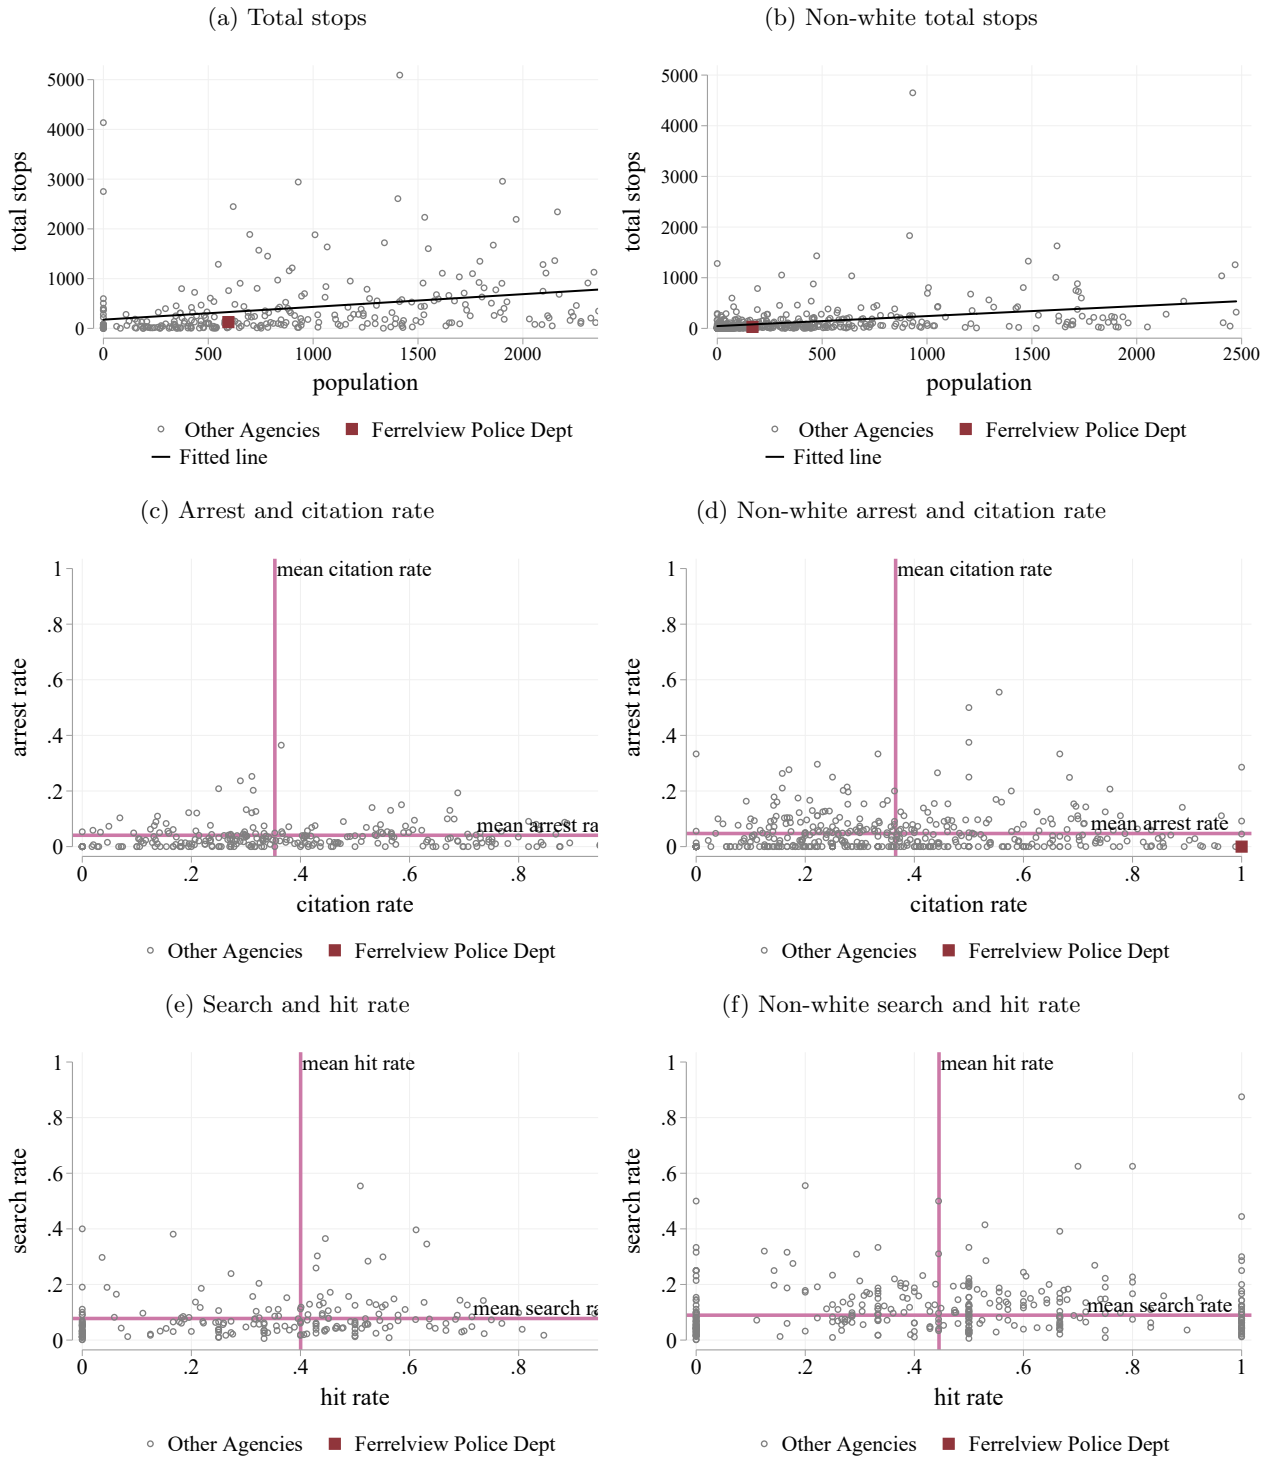 (a) Total stops
(b) Non-white total stops
total stops
5000
4000
3000
2000
1000
0
0 500 1000 1500 2000
population
Other Agencies Ferrelview Police Dept
Fitted line
total stops
5000
4000
3000
2000
1000
0
0 500 1000 1500 2000 2500
population
Other Agencies Ferrelview Police Dept
Fitted line
(c) Arrest and citation rate
(d) Non-white arrest and citation rate
arrest rate
1
.8
.6
.4
.2
0
mean citation rate
mean arrest ra
0 .2 .4 .6 .8
citation rate
Other Agencies Ferrelview Police Dept
arrest rate
1
.8
.6
.4
.2
0
mean citation rate
mean arrest rate
0 .2 .4 .6 .8 1
citation rate
Other Agencies Ferrelview Police Dept
(e) Search and hit rate
(f) Non-white search and hit rate
search rate
1
.8
.6
.4
.2
0
mean hit rate
mean search ra
0 .2 .4 .6 .8
hit rate
Other Agencies Ferrelview Police Dept
search rate
1
.8
.6
.4
.2
0
mean hit rate
mean search rate
0 .2 .4 .6 .8 1
hit rate
Other Agencies Ferrelview Police Dept